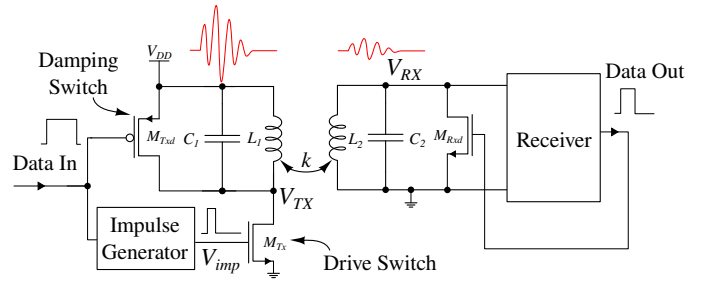 Damping
Switch
V_DD
V_RX
Data Out
M_Txd
C_1
L_1
L_2
C_2
M_Rxd
Receiver
Data In
k
V_TX
Impulse
Generator
V_imp
M_Tx
Drive Switch